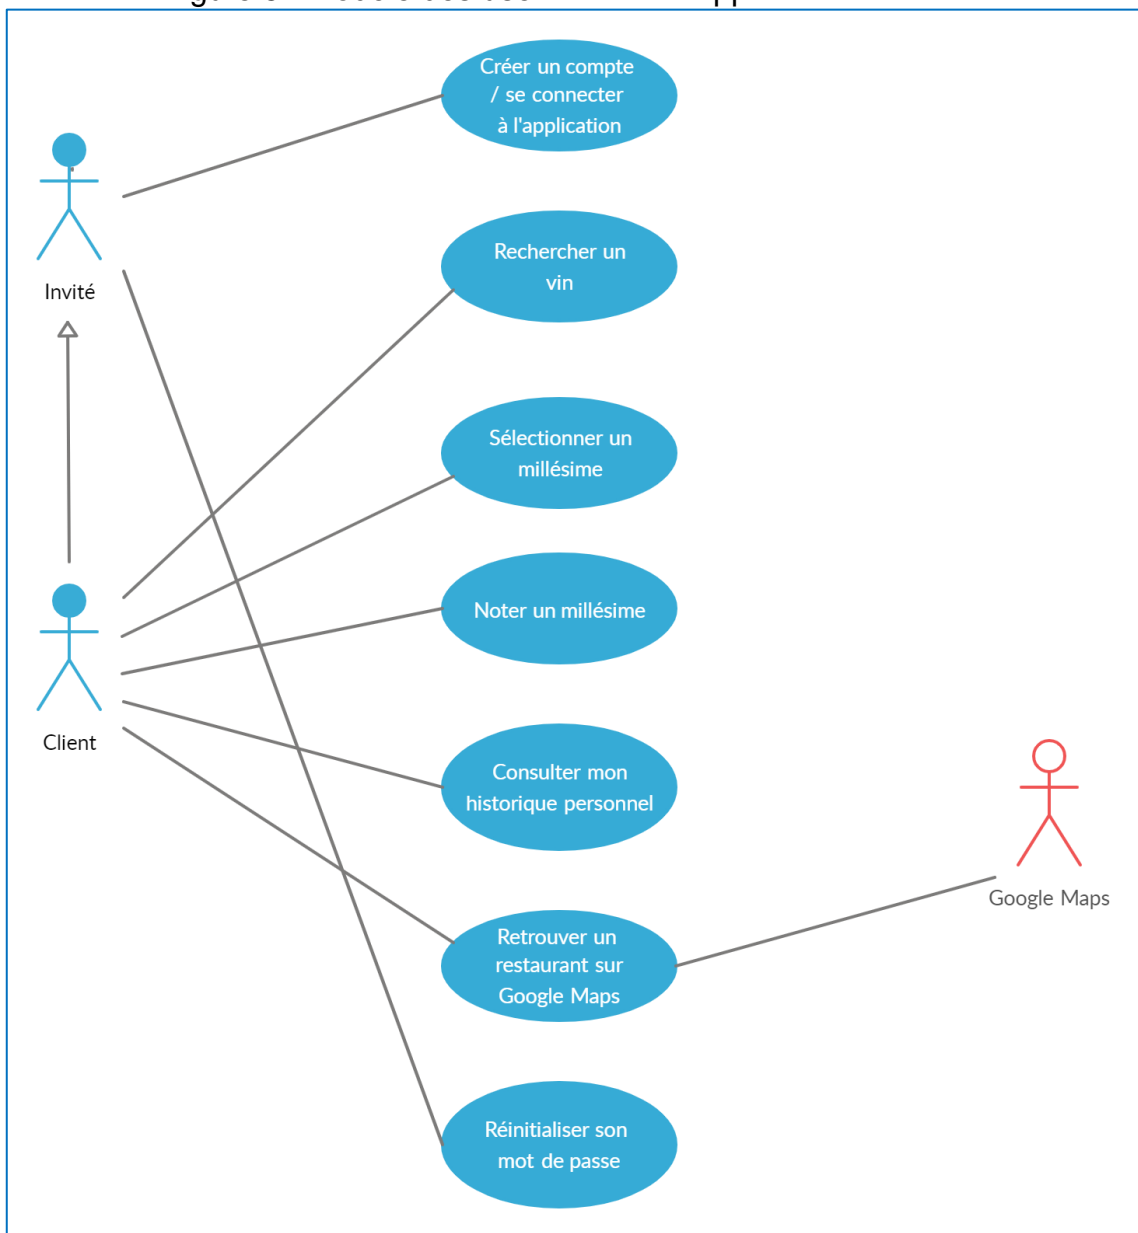 Créer un compte
/ se connecter
à l'application
Invité
Rechercher un
vin
Sélectionner un
millésime
Noter un millésime
Client
Consulter mon
historique personnel
Google Maps
Retrouver un
restaurant sur
Google Maps
Réinitialiser son
mot de passe